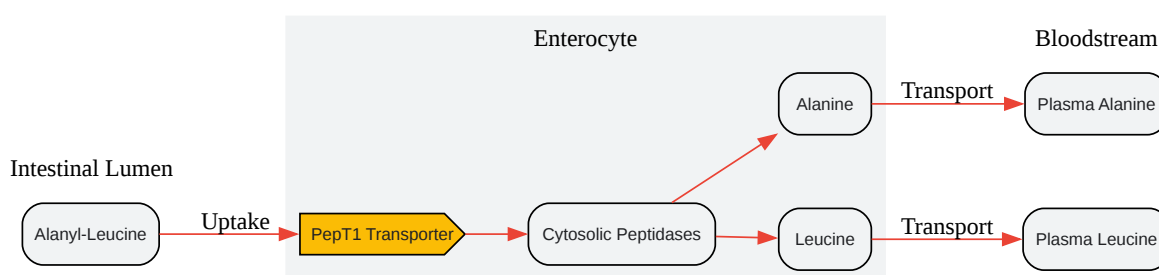 Enterocyte
Bloodstream
Alanine
Transport
Plasma Alanine
Intestinal Lumen
Alanyl-Leucine
Uptake
PepT1 Transporter
Cytosolic Peptidases
Leucine
Transport
Plasma Leucine